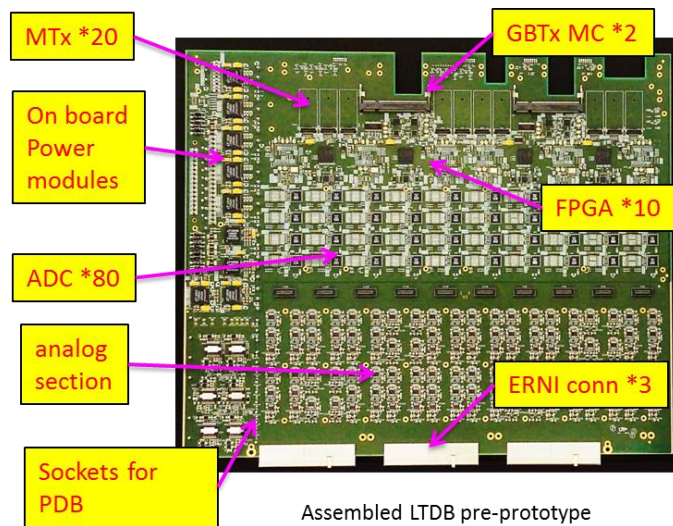 MTx *20
GBTx MC *2
On board
Power
modules
FPGA *10
ADC *80
analog
section
ERNI conn *3
Sockets for
PDB
Assembled LTDB pre-prototype